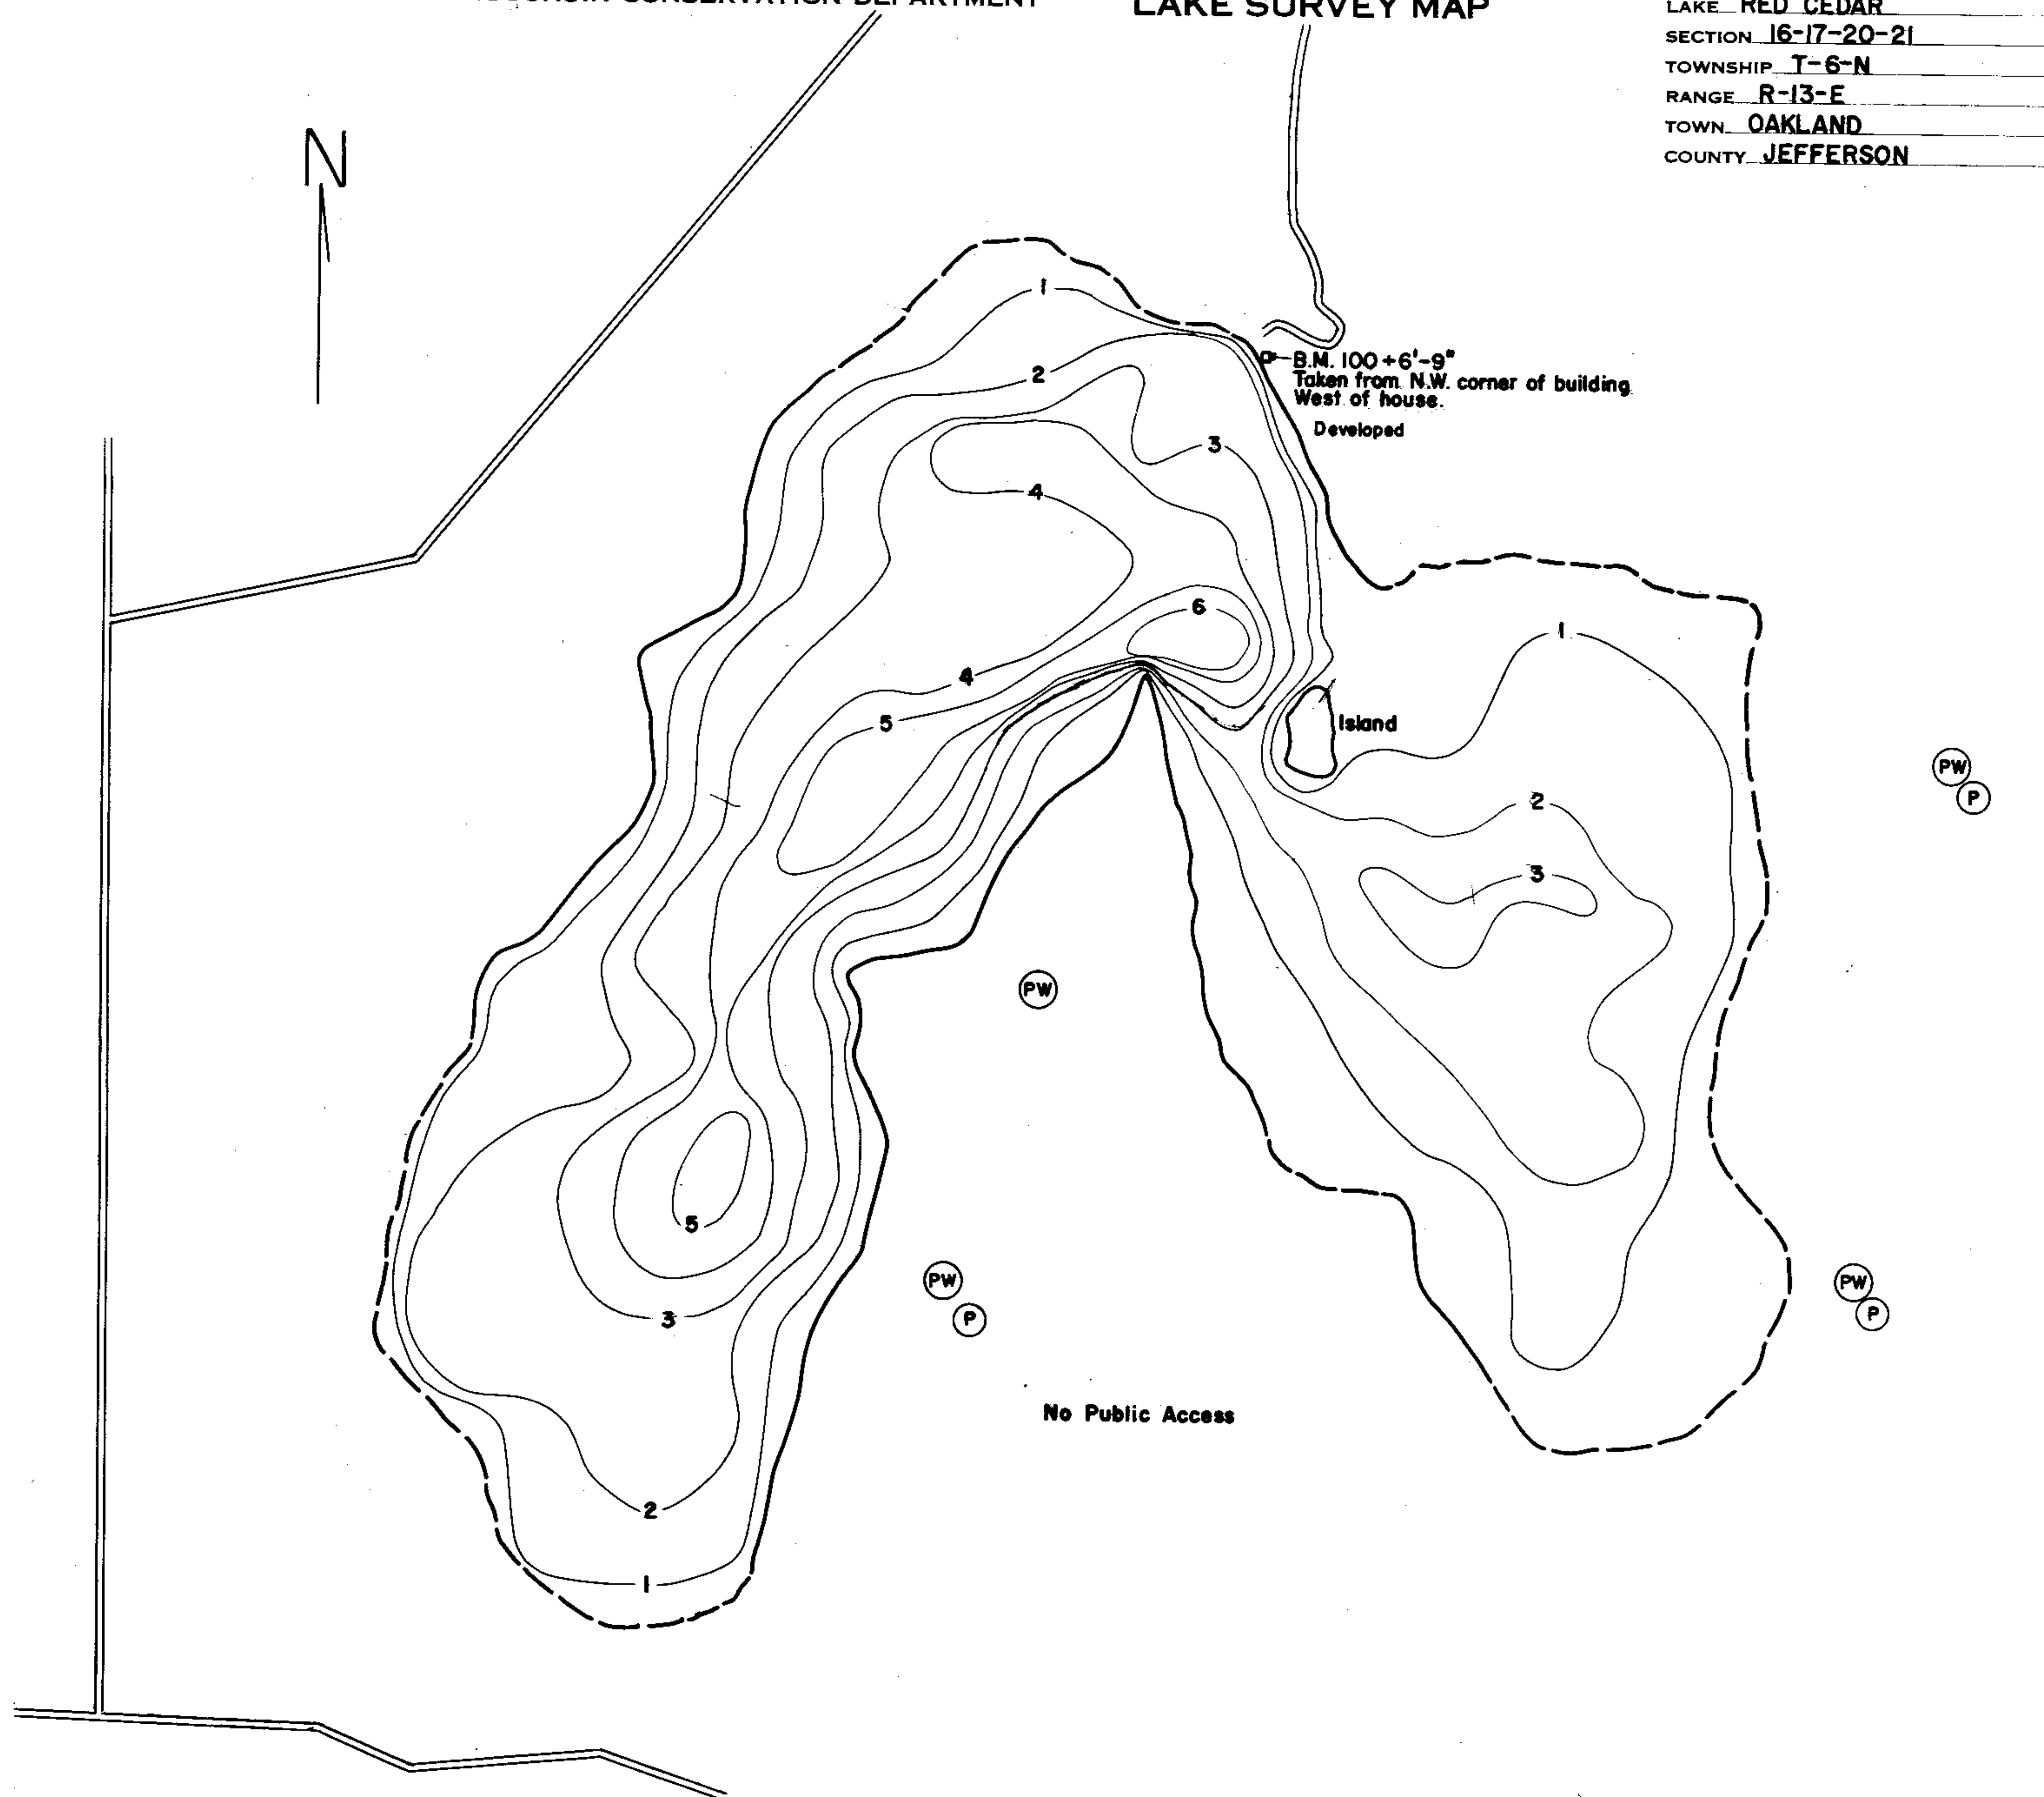 CONSERVATION DEPARTMENT
LAKE SURVEY MAP
LAKE RED CEDAR
SECTION 16-17-20-21
TOWNSHIP T-6-N
RANGE R-13-E
TOWN OAKLAND
COUNTY JEFFERSON
N
1
B.M. 100+6'-9"
Taken from N.W. corner of building
West of house.
2
Developed
3
4
6
1
4
5
Island
PW
P
2
3
PW
5
PW
P
PW
P
3
No Public Access
2
1